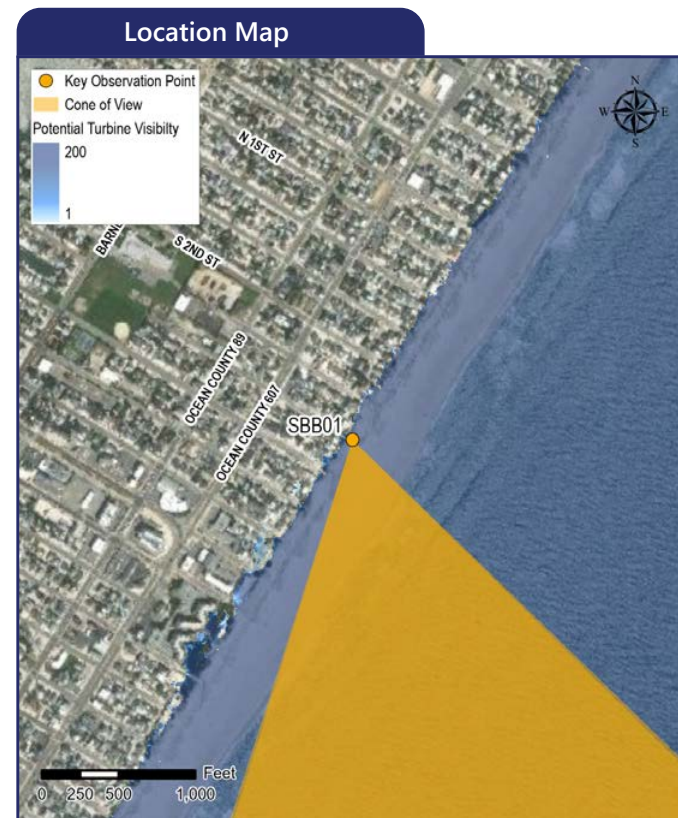 Location Map
Key Observation Point
Cone of View
Potential Turbine Visibilty
200
1
N
W E
S
N 1ST ST
BARNE
S 2ND ST
OCEAN COUNTY 89
OCEAN COUNTY 607
SBB01
Feet
0 250 500 1,000